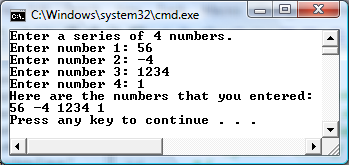 C:\Windows\system32\cmd.exe
Enter a series of 4 numbers.
Enter number 1: 56
Enter number 2: -4
Enter number 3: 1234
Enter number 4: 1
Here are the numbers that you entered:
56 -4 1234 1
Press any key to continue . . .